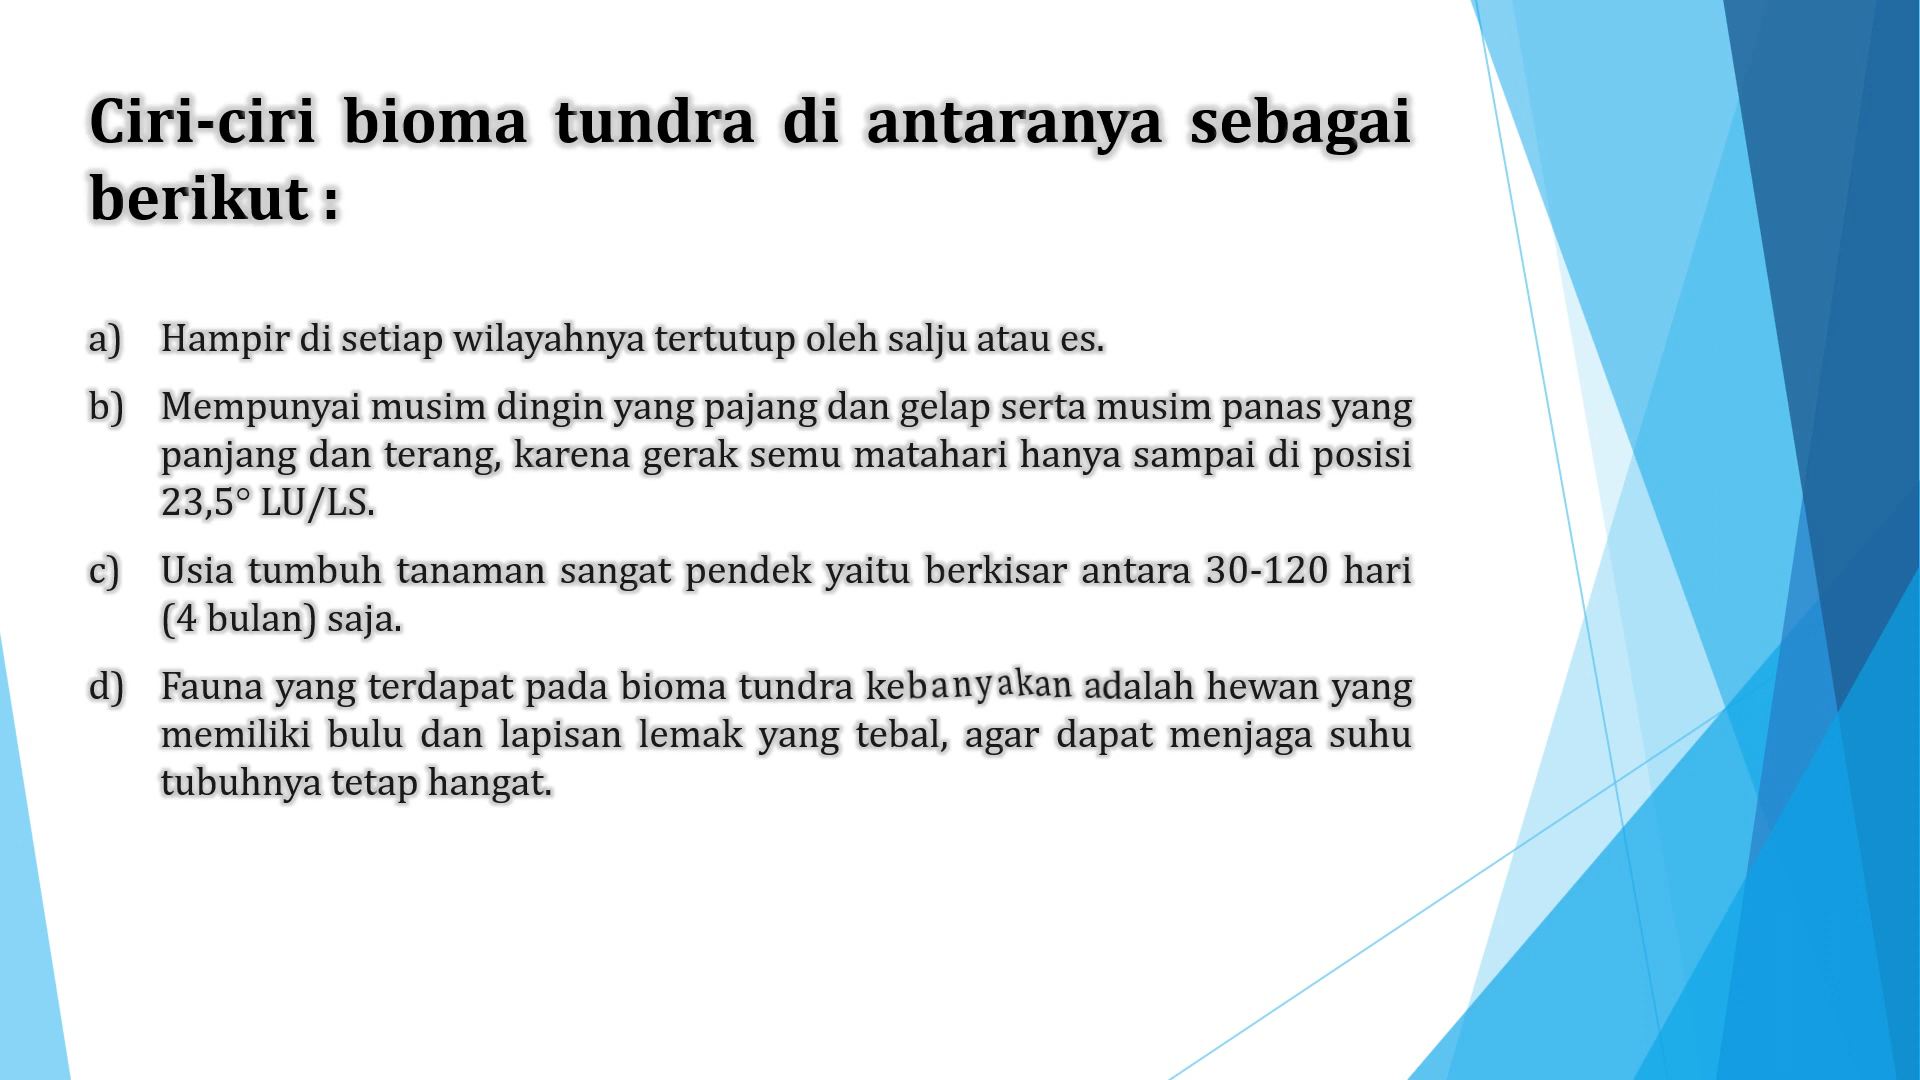 Ciri-ciri bioma tundra di antaranya sebagai
berikut :
a) Hampir di setiap wilayahnya tertutup oleh salju atau es.
b) Mempunyai musim dingin yang pajang dan gelap serta musim panas yang
panjang dan terang, karena gerak semu matahari hanya sampai di posisi
23,5° LU/LS.
c) Usia tumbuh tanaman sangat pendek yaitu berkisar antara 30-120 hari
(4 bulan) saja.
d) Fauna yang terdapat pada bioma tundra kebanyakan adalah hewan yang
memiliki bulu dan lapisan lemak yang tebal, agar dapat menjaga suhu
tubuhnya tetap hangat.